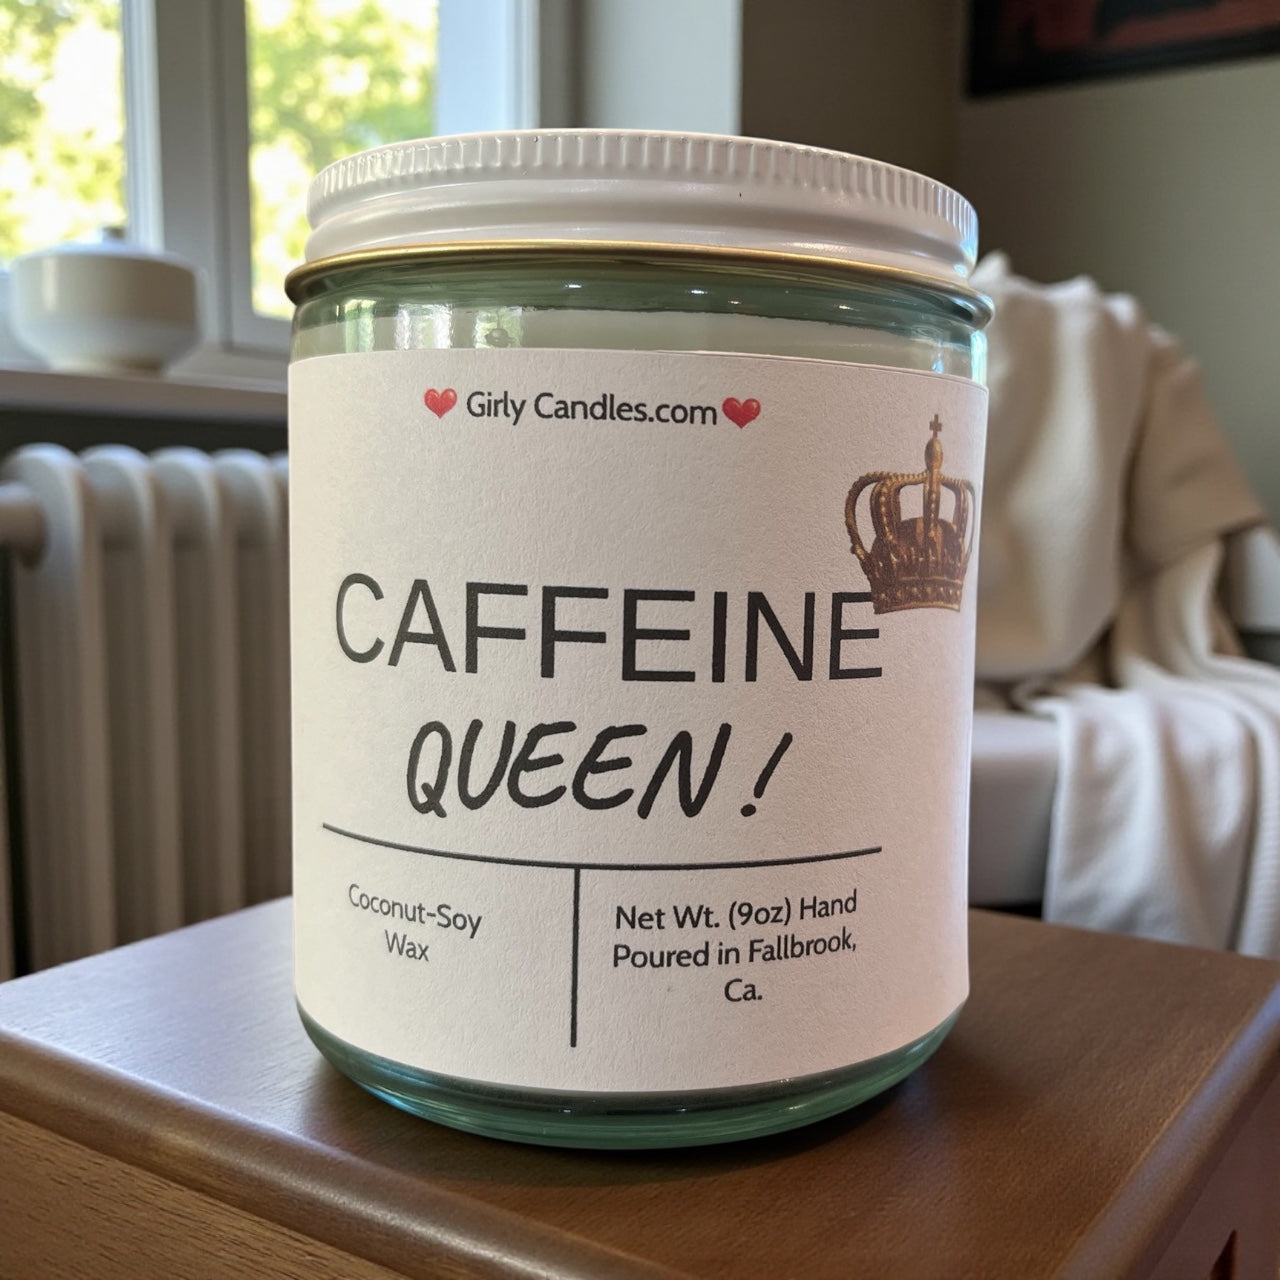 Girly Candles.com
CAFFEINE
QUEEN!
Coconut-Soy
Wax
Net Wt. (9oz) Hand
Poured in Fallbrook,
Ca.